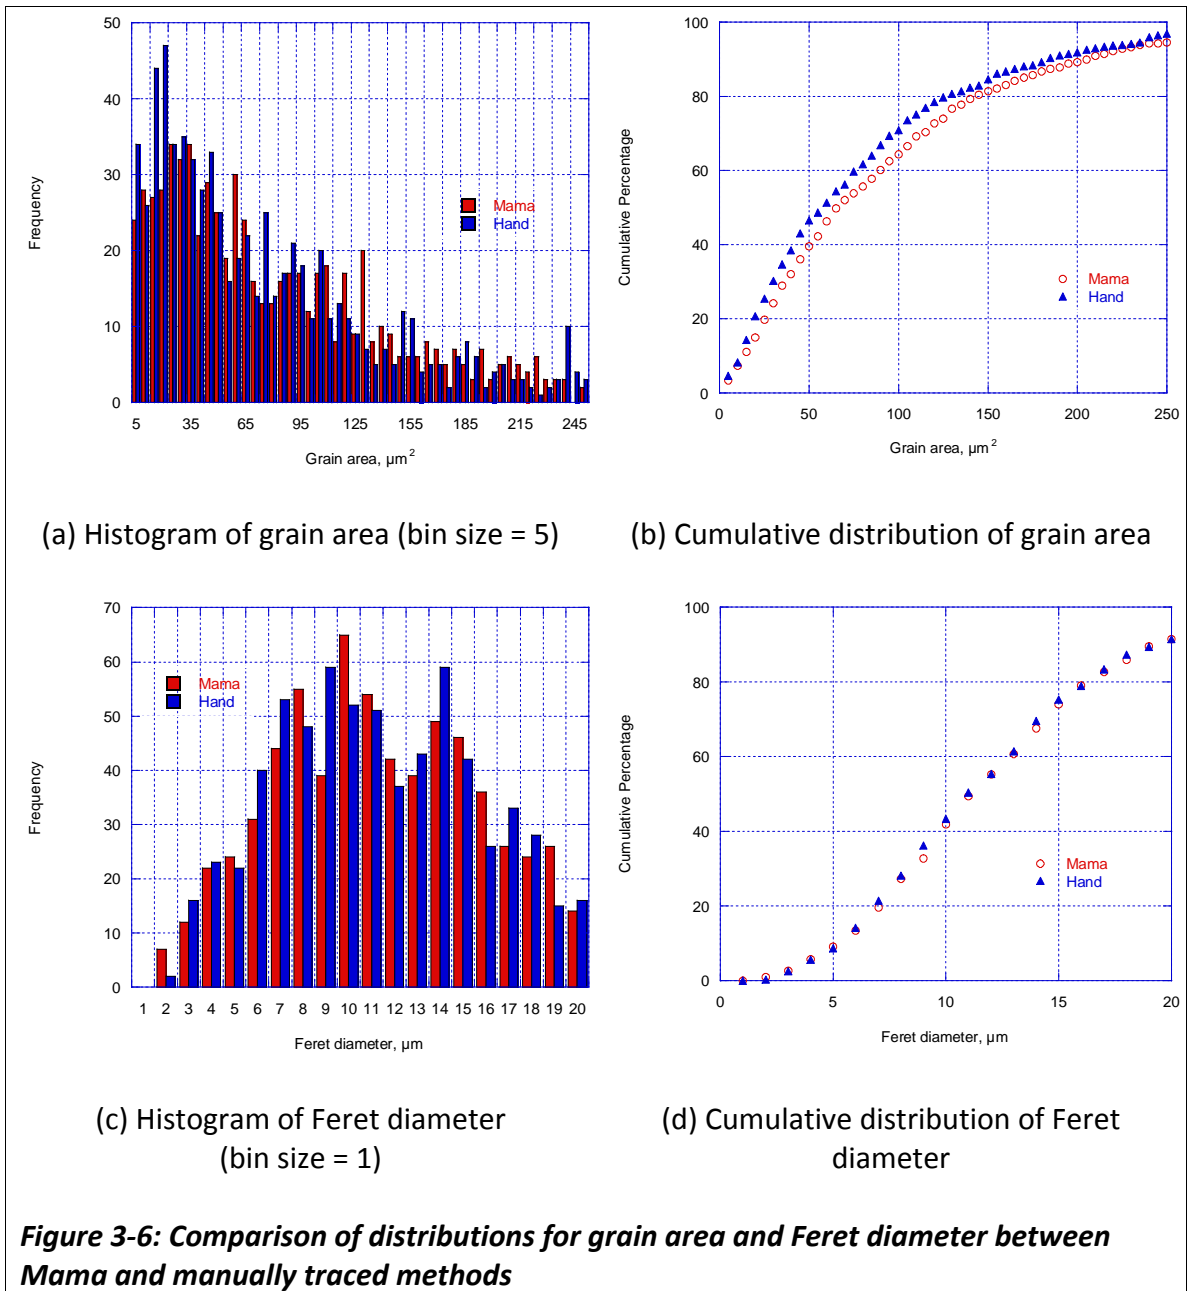 50
40
30
20
10
0
Frequency
Mama
Hand
5 35 65 95 125 155 185 215 245
Grain area, µm²
100
80
60
40
20
0
Cumulative Percentage
Mama
Hand
0 50 100 150 200 250
Grain area, µm²
(a) Histogram of grain area (bin size = 5)
(b) Cumulative distribution of grain area
70
60
50
40
30
20
10
0
Frequency
Mama
Hand
1 2 3 4 5 6 7 8 9 10 11 12 13 14 15 16 17 18 19 20
Feret diameter, µm
100
80
60
40
20
0
Cumulative Percentage
Mama
Hand
0 5 10 15 20
Feret diameter, µm
(c) Histogram of Feret diameter
(bin size = 1)
(d) Cumulative distribution of Feret
diameter
Figure 3-6: Comparison of distributions for grain area and Feret diameter between
Mama and manually traced methods